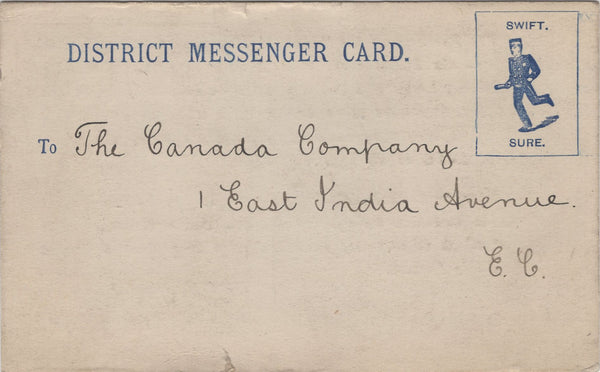 SWIFT.
DISTRICT MESSENGER CARD.
SURE.
To The Canada Company
1 East India Avenue.
E. C.